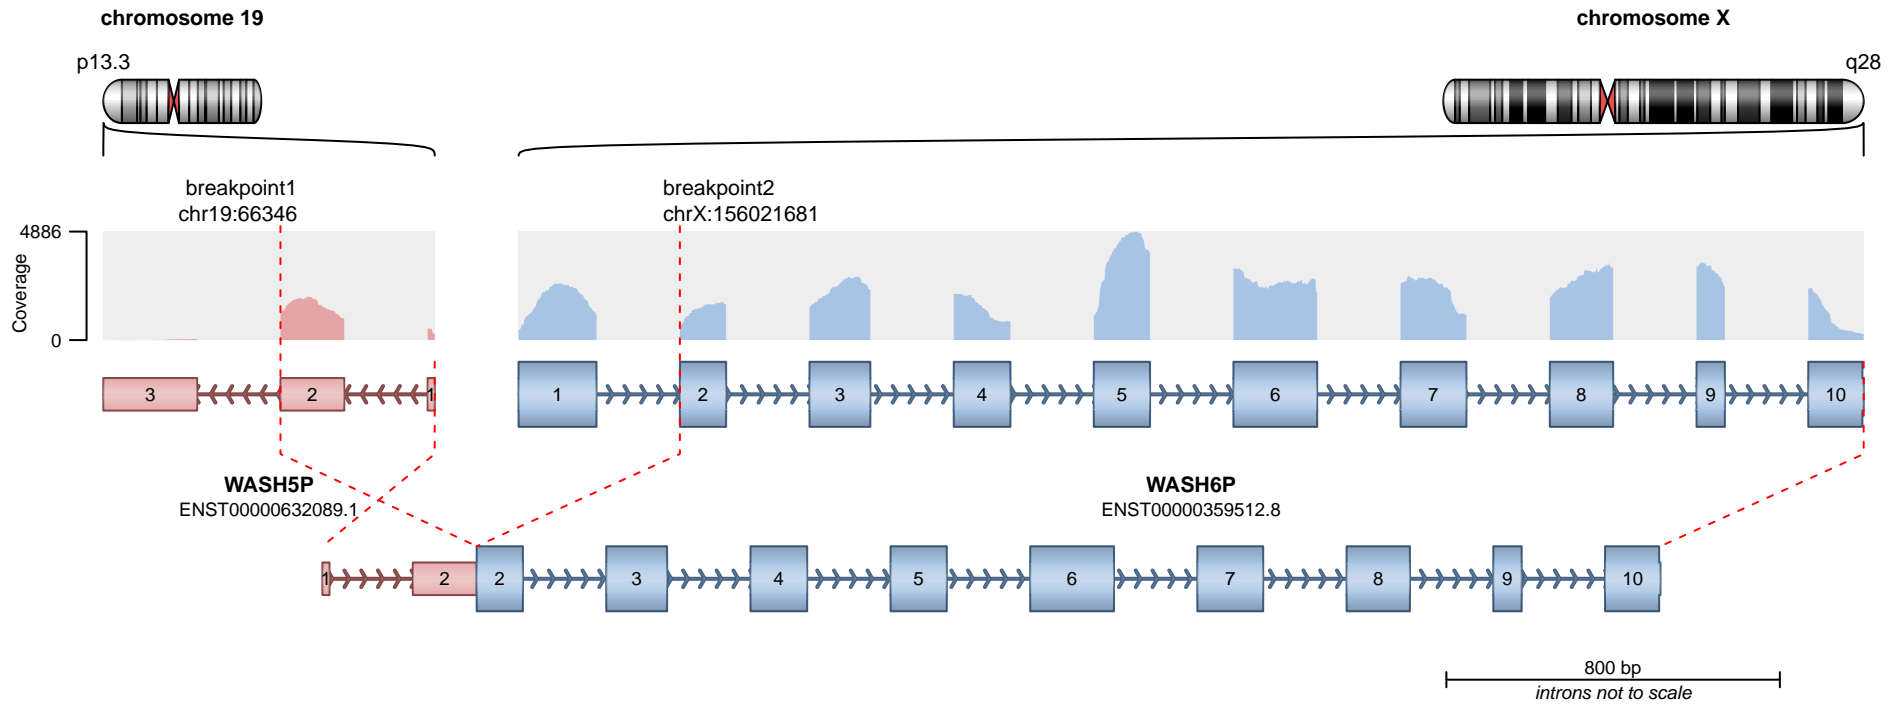 chromosome 19
chromosome X
p13.3
q28
breakpoint1
chr19:66346
breakpoint2
chrX:156021681
4886
Coverage
0
3 2 1
1 2 3 4 5 6 7 8 9 10
WASH5P
ENST00000632089.1
WASH6P
ENST00000359512.8
1 2 2 3 4 5 6 7 8 9 10
800 bp
introns not to scale